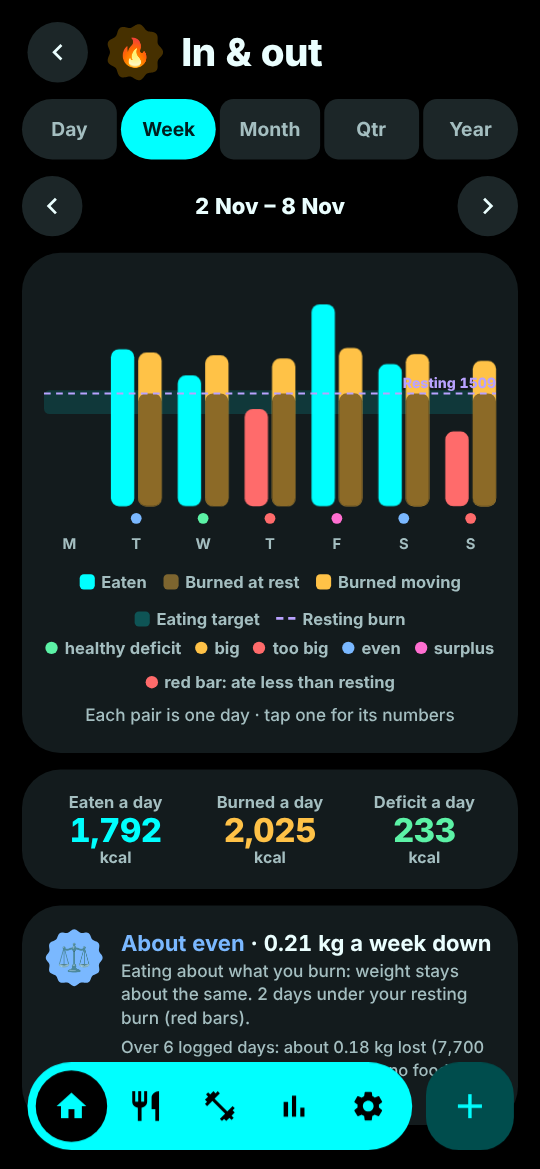 In & out
Day Week Month Qtr Year
2 Nov – 8 Nov
Resting 1509
M T W T F S S
Eaten Burned at rest Burned moving
Eating target Resting burn
healthy deficit big too big even surplus
red bar: ate less than resting
Each pair is one day · tap one for its numbers
Eaten a day Burned a day Deficit a day
1,792 2,025 233
kcal kcal kcal
About even · 0.21 kg a week down
Eating about what you burn: weight stays
about the same. 2 days under your resting
burn (red bars).
Over 6 logged days: about 0.18 kg lost (7,700
no